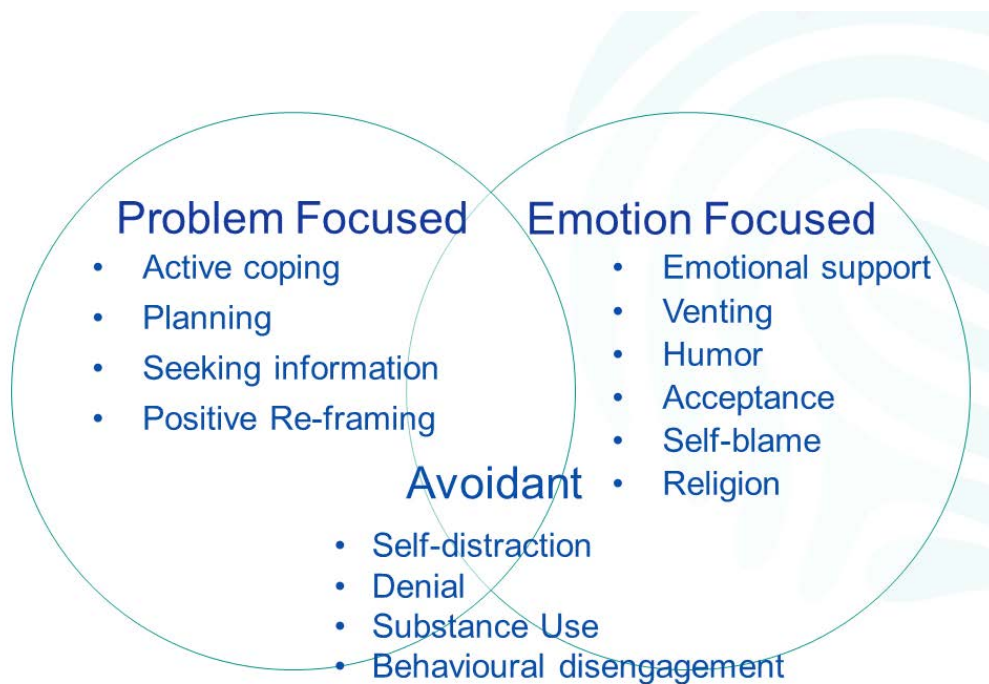 Problem Focused
• Active coping
• Planning
• Seeking information
• Positive Re-framing
Emotion Focused
• Emotional support
• Venting
• Humor
• Acceptance
• Self-blame
• Religion
Avoidant
• Self-distraction
• Denial
• Substance Use
• Behavioural disengagement